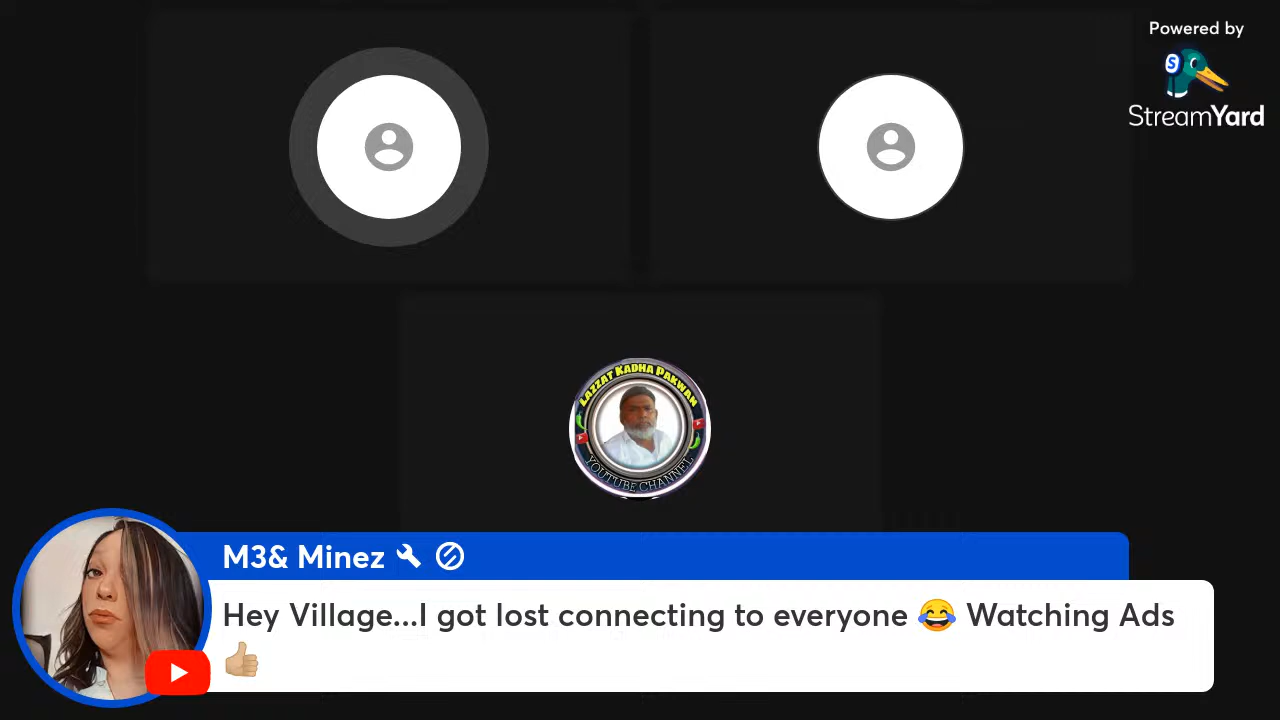 Powered by
StreamYard
LAZZAT KADHA PAKWAN
YOUTUBE CHANNEL
M3& Minez
Hey Village...I got lost connecting to everyone 😂 Watching Ads
👍🏼